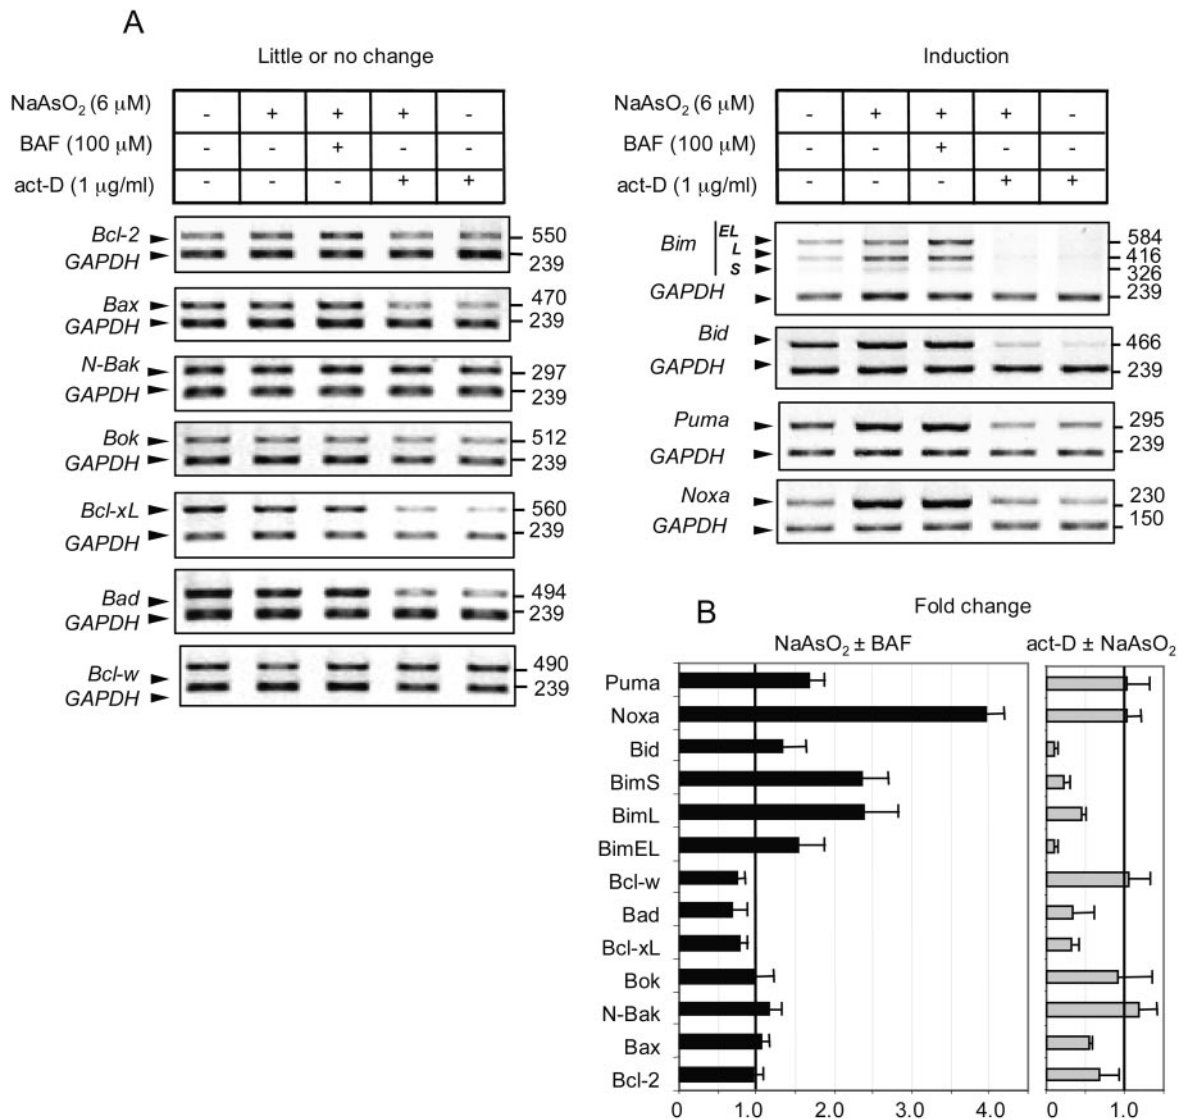 A
Little or no change
NaAsO2 (6 μM) - + + + -
BAF (100 μM) - - + - -
act-D (1 μg/ml) - - - + +
Bcl-2 550
GAPDH 239
Bax 470
GAPDH 239
N-Bak 297
GAPDH 239
Bok 512
GAPDH 239
Bcl-xL 560
GAPDH 239
Bad 494
GAPDH 239
Bcl-w 490
GAPDH 239
Induction
NaAsO2 (6 μM) - + + + -
BAF (100 μM) - - + - -
act-D (1 μg/ml) - - - + +
Bim EL 584
L 416
S 326
GAPDH 239
Bid 466
GAPDH 239
Puma 295
GAPDH 239
Noxa 230
GAPDH 150
B
Fold change
NaAsO2 ± BAF act-D ± NaAsO2
Puma
Noxa
Bid
BimS
BimL
BimEL
Bcl-w
Bad
Bcl-xL
Bok
N-Bak
Bax
Bcl-2
0 1.0 2.0 3.0 4.0 0 1.0